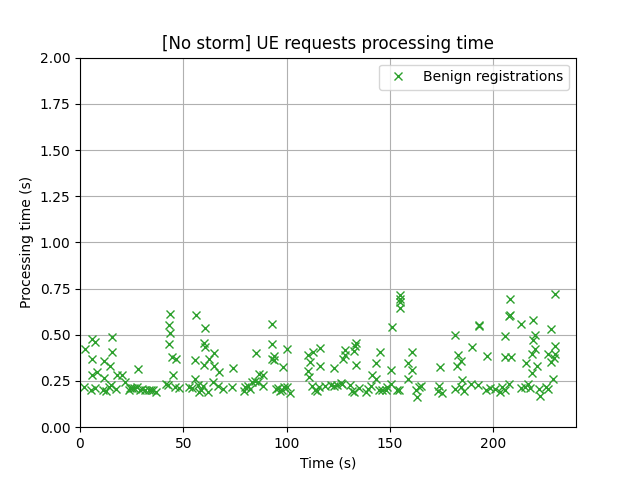 [No storm] UE requests processing time
Benign registrations
2.00
1.75
1.50
1.25
1.00
0.75
0.50
0.25
0.00
Processing time (s)
0 50 100 150 200
Time (s)